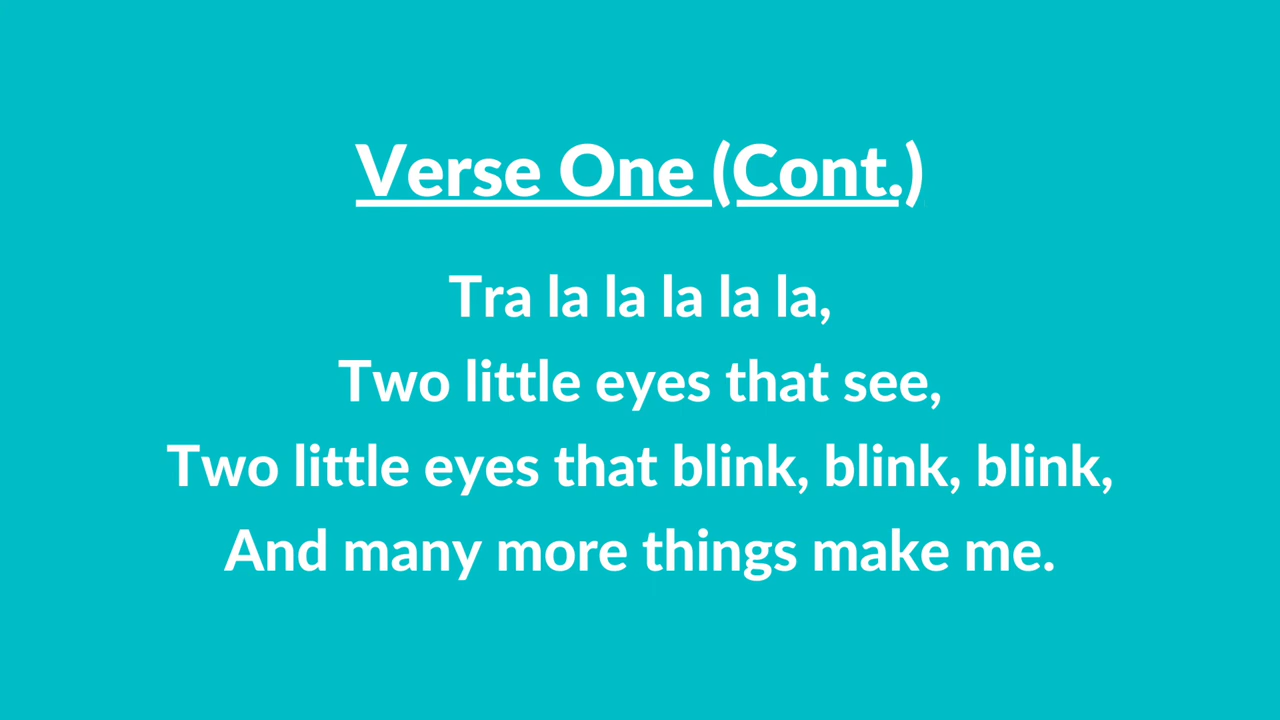 Verse One (Cont.)
Tra la la la la la,
Two little eyes that see,
Two little eyes that blink, blink, blink,
And many more things make me.